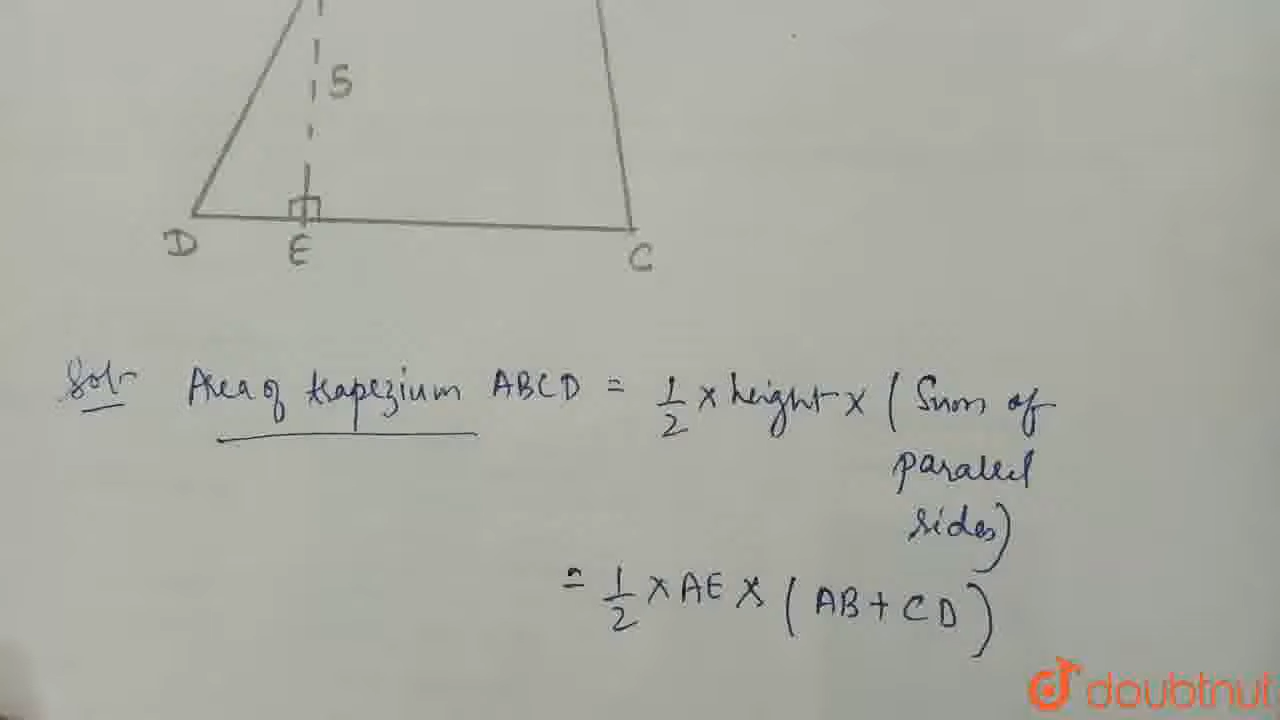 5
D E C
Sol:- Area of trapezium ABCD = 1/2 x height x (Sum of
parallel
sides)
= 1/2 x AE x (AB + CD)
doubtnut